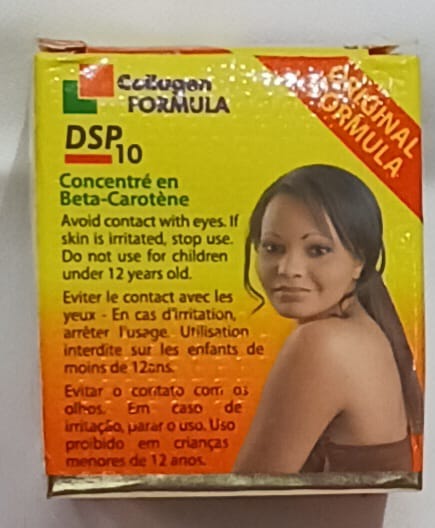 Collagen
FORMULA
ORIGINAL
FORMULA
DSP 10
Concentré en
Beta-Carotène
Avoid contact with eyes. If
skin is irritated, stop use.
Do not use for children
under 12 years old.
Eviter le contact avec les
yeux - En cas d'irritation,
arrêter l'usage. Utilisation
interdite sur les enfants de
moins de 12ans.
Evitar o contato com os
olhos. Em caso de
irritação, parar o uso. Uso
proibido em crianças
menores de 12 anos.